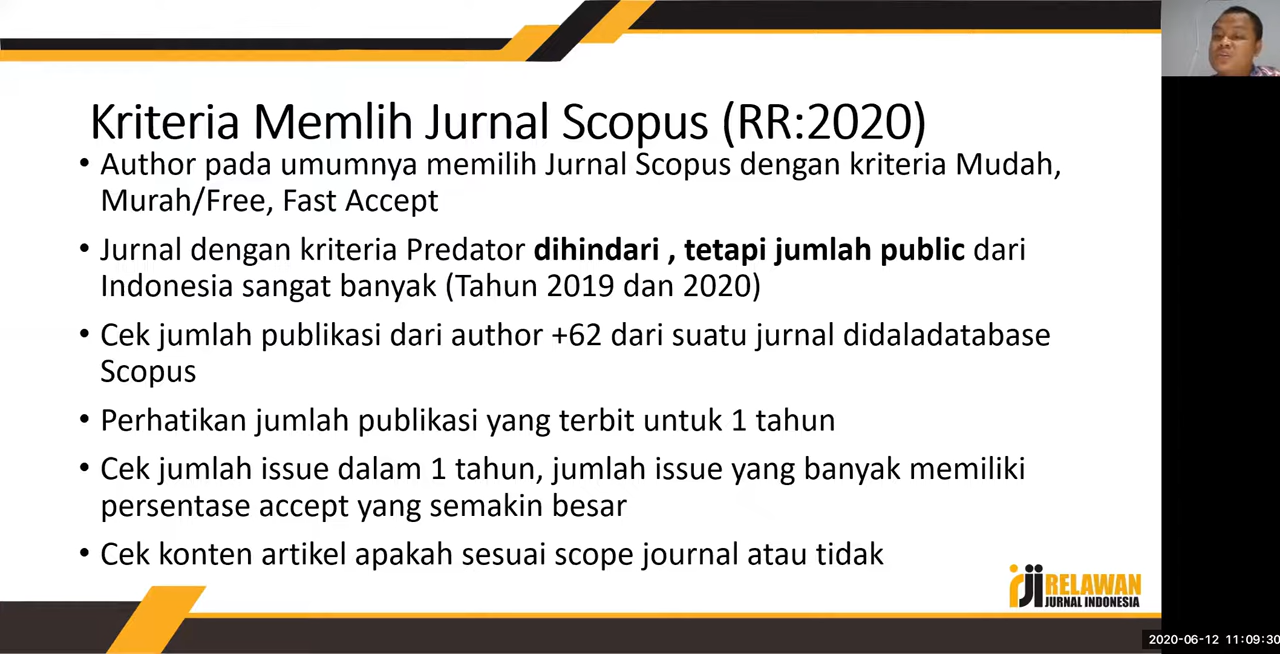 Kriteria Memlih Jurnal Scopus (RR:2020)
• Author pada umumnya memilih Jurnal Scopus dengan kriteria Mudah,
Murah/Free, Fast Accept
• Jurnal dengan kriteria Predator dihindari , tetapi jumlah public dari
Indonesia sangat banyak (Tahun 2019 dan 2020)
• Cek jumlah publikasi dari author +62 dari suatu jurnal didaladatabase
Scopus
• Perhatikan jumlah publikasi yang terbit untuk 1 tahun
• Cek jumlah issue dalam 1 tahun, jumlah issue yang banyak memiliki
persentase accept yang semakin besar
• Cek konten artikel apakah sesuai scope journal atau tidak
rji RELAWAN
JURNAL INDONESIA
2020-06-12 11:09:30